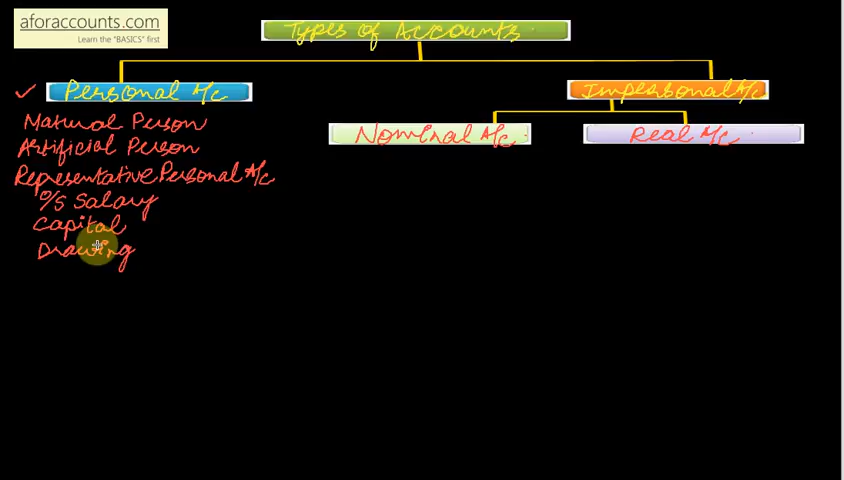 aforaccounts.com
Learn the "BASICS" first
Types of Accounts
Personal A/c
Impersonal A/c
Natural Person
Artificial Person
Representative Personal A/c
O/S Salary
Capital
Drawing
Nominal A/c
Real A/c